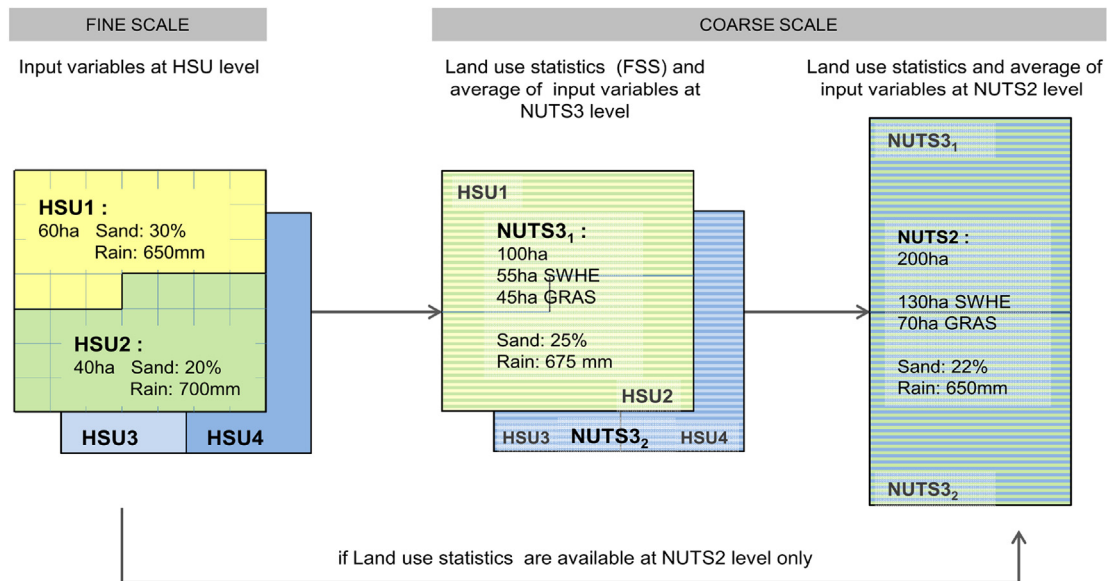 FINE SCALE
COARSE SCALE
Input variables at HSU level
Land use statistics  (FSS) and
average of  input variables at
NUTS3 level
Land use statistics and average of
input variables at NUTS2 level
HSU1 :
60ha   Sand: 30%
Rain: 650mm
HSU2 :
40ha   Sand: 20%
Rain: 700mm
HSU3
HSU4
HSU1
NUTS3₁ :
100ha
55ha SWHE
45ha GRAS
Sand: 25%
Rain: 675 mm
HSU2
HSU3
NUTS3₂
HSU4
NUTS3₁
NUTS2 :
200ha
130ha SWHE
70ha GRAS
Sand: 22%
Rain: 650mm
NUTS3₂
if Land use statistics  are available at NUTS2 level only